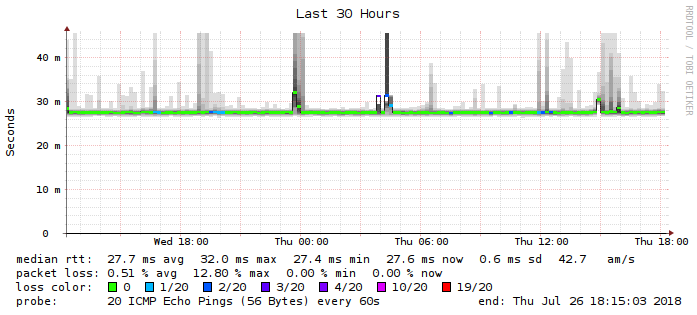 Last 30 Hours
RRDTOOL / TOBI OETIKER
Seconds
40 m
30 m
20 m
10 m
0
Wed 18:00 Thu 00:00 Thu 06:00 Thu 12:00 Thu 18:00
median rtt: 27.7 ms avg 32.0 ms max 27.4 ms min 27.6 ms now 0.6 ms sd 42.7 am/s
packet loss: 0.51 % avg 12.80 % max 0.00 % min 0.00 % now
loss color: 0 1/20 2/20 3/20 4/20 10/20 19/20
probe: 20 ICMP Echo Pings (56 Bytes) every 60s end: Thu Jul 26 18:15:03 2018